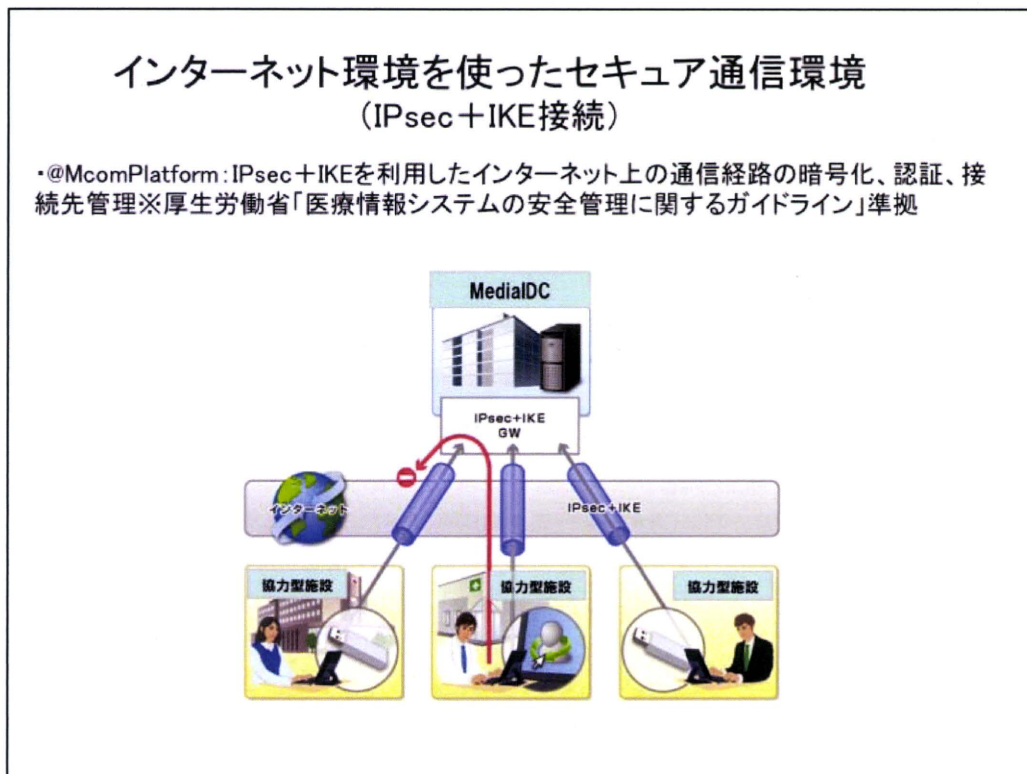 インターネット環境を使ったセキュア通信環境
(IPsec+IKE接続)
・@McomPlatform:IPsec+IKEを利用したインターネット上の通信経路の暗号化、認証、接
続先管理※厚生労働省「医療情報システムの安全管理に関するガイドライン」準拠
MedialDC
IPsec+IKE
GW
インターネット
IPsec+IKE
協力型施設
協力型施設
協力型施設